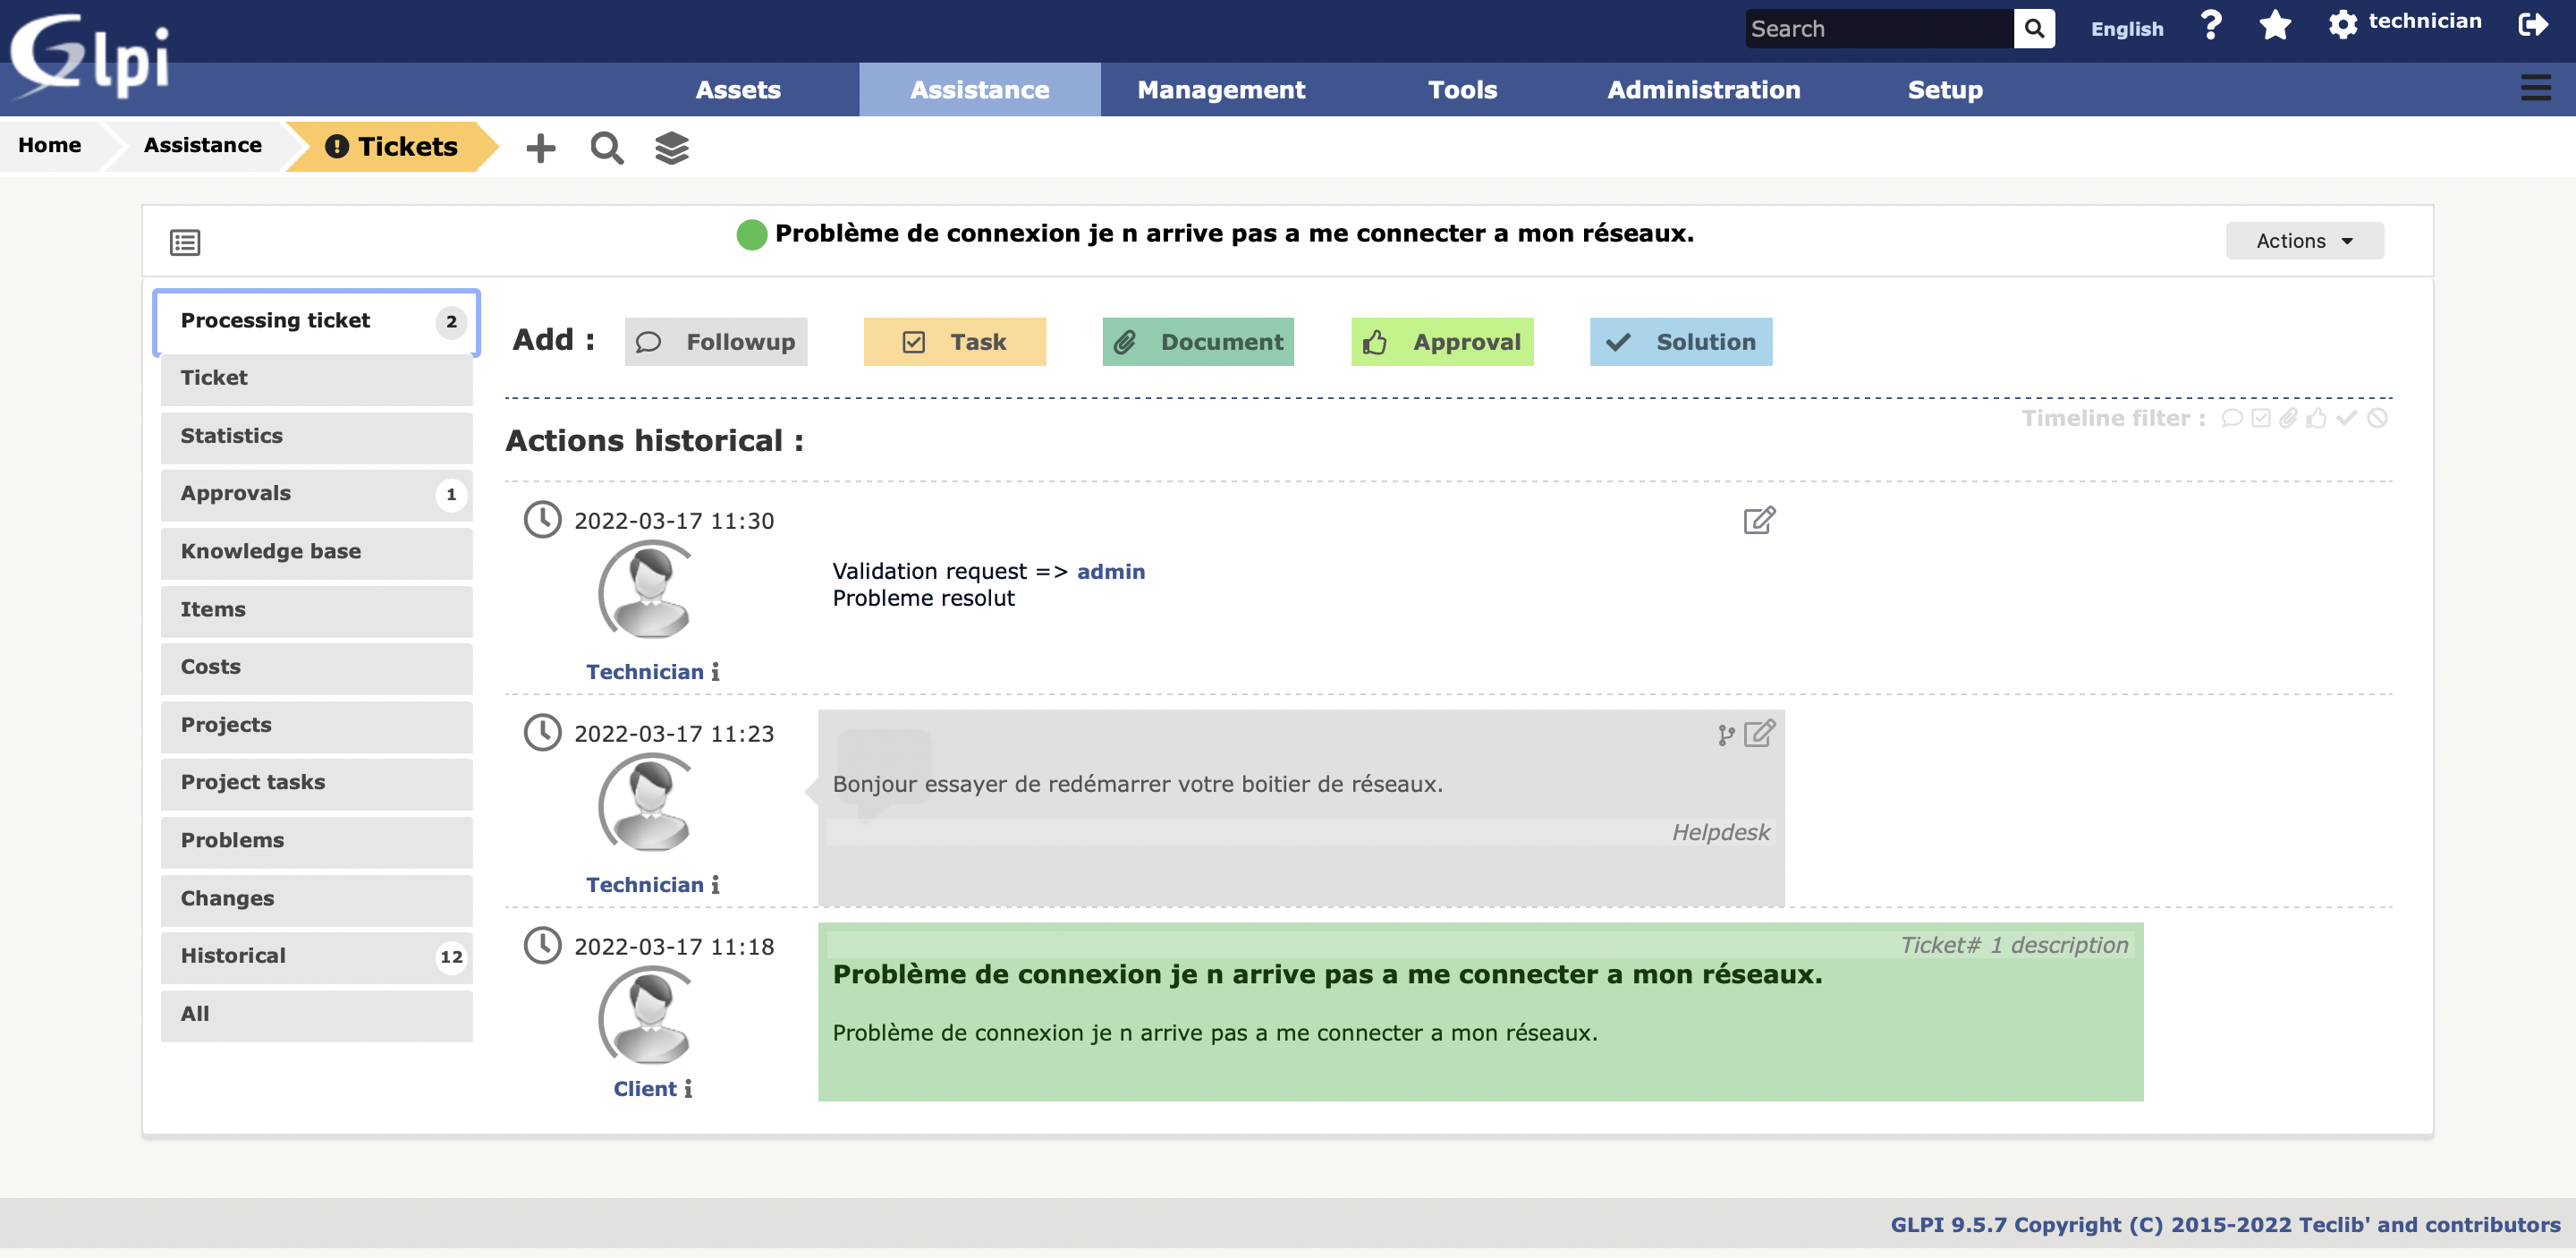 Glpi
Search
English
technician
Assets
Assistance
Management
Tools
Administration
Setup
Home
Assistance
Tickets
Problème de connexion je n arrive pas a me connecter a mon réseaux.
Actions
Processing ticket 2
Ticket
Statistics
Approvals 1
Knowledge base
Items
Costs
Projects
Project tasks
Problems
Changes
Historical 12
All
Add :
Followup
Task
Document
Approval
Solution
Timeline filter :
Actions historical :
2022-03-17 11:30
Validation request => admin
Probleme resolut
Technician
2022-03-17 11:23
Bonjour essayer de redémarrer votre boitier de réseaux.
Helpdesk
Technician
2022-03-17 11:18
Ticket# 1 description
Problème de connexion je n arrive pas a me connecter a mon réseaux.
Problème de connexion je n arrive pas a me connecter a mon réseaux.
Client
GLPI 9.5.7 Copyright (C) 2015-2022 Teclib' and contributors